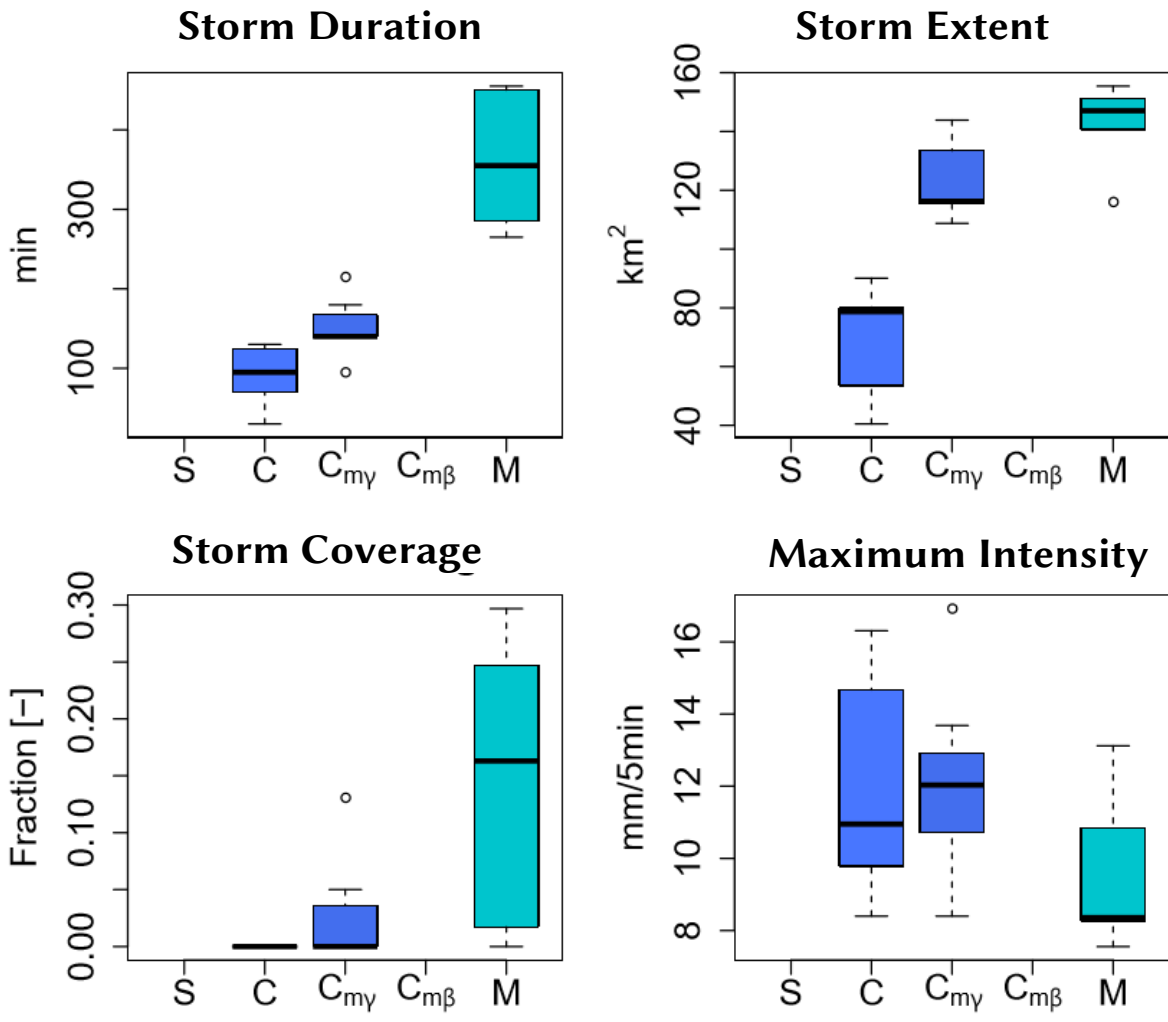 Storm Duration
min
300
100
S C Cmγ Cmβ M
Storm Extent
km²
160
120
80
40
S C Cmγ Cmβ M
Storm Coverage
Fraction [−]
0.30
0.20
0.10
0.00
S C Cmγ Cmβ M
Maximum Intensity
mm/5min
16
14
12
10
8
S C Cmγ Cmβ M